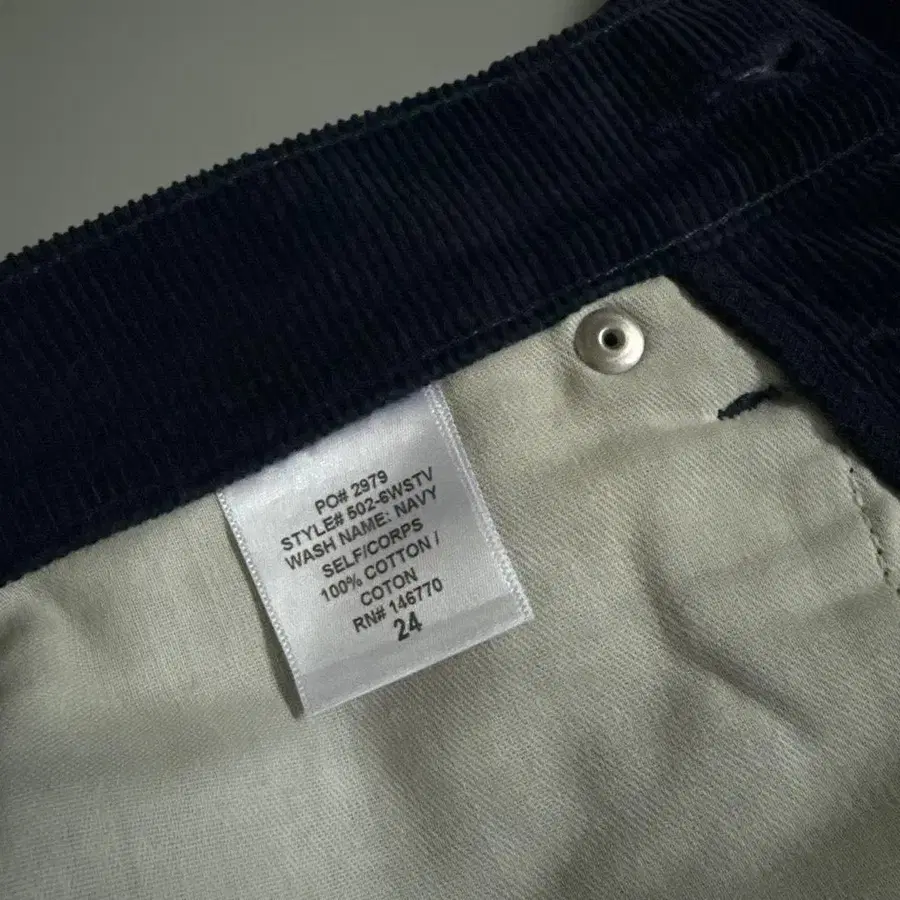 PO# 2979
STYLE# 502-6WSTV
WASH NAME: NAVY
SELF/CORPS
100% COTTON /
COTON
RN# 146770
24